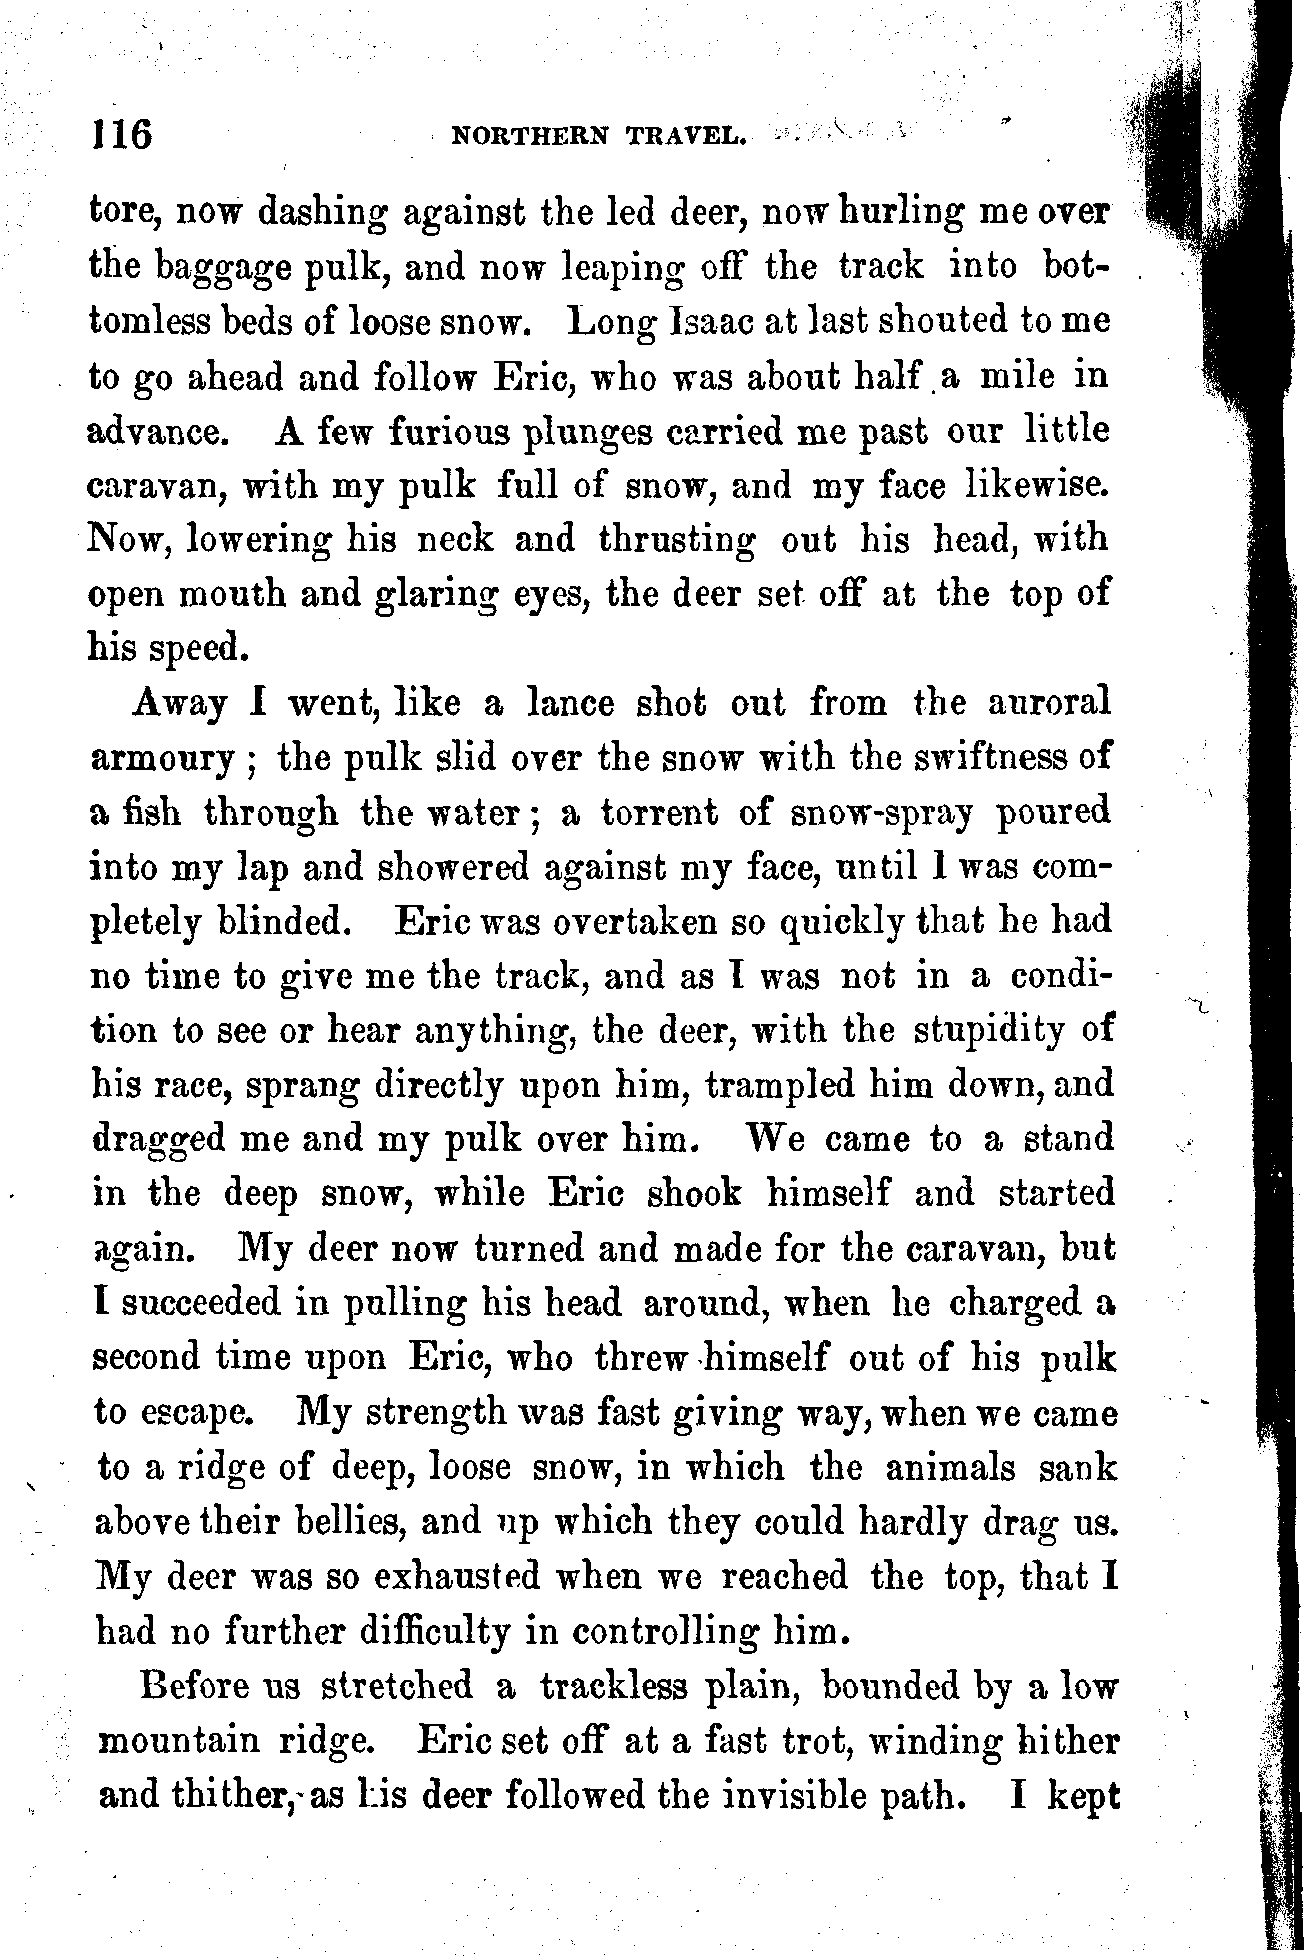 116 NORTHERN TRAVEL.
tore, now dashing against the led deer, now hurling me over
the baggage pulk, and now leaping off the track into bot-
tomless beds of loose snow. Long Isaac at last shouted to me
to go ahead and follow Eric, who was about half a mile in
advance. A few furious plunges carried me past our little
caravan, with my pulk full of snow, and my face likewise.
Now, lowering his neck and thrusting out his head, with
open mouth and glaring eyes, the deer set off at the top of
his speed.
Away I went, like a lance shot out from the auroral
armoury ; the pulk slid over the snow with the swiftness of
a fish through the water ; a torrent of snow-spray poured
into my lap and showered against my face, until I was com-
pletely blinded. Eric was overtaken so quickly that he had
no time to give me the track, and as I was not in a condi-
tion to see or hear anything, the deer, with the stupidity of
his race, sprang directly upon him, trampled him down, and
dragged me and my pulk over him. We came to a stand
in the deep snow, while Eric shook himself and started
again. My deer now turned and made for the caravan, but
I succeeded in pulling his head around, when he charged a
second time upon Eric, who threw himself out of his pulk
to escape. My strength was fast giving way, when we came
to a ridge of deep, loose snow, in which the animals sank
above their bellies, and up which they could hardly drag us.
My deer was so exhausted when we reached the top, that I
had no further difficulty in controlling him.
Before us stretched a trackless plain, bounded by a low
mountain ridge. Eric set off at a fast trot, winding hither
and thither, as his deer followed the invisible path. I kept